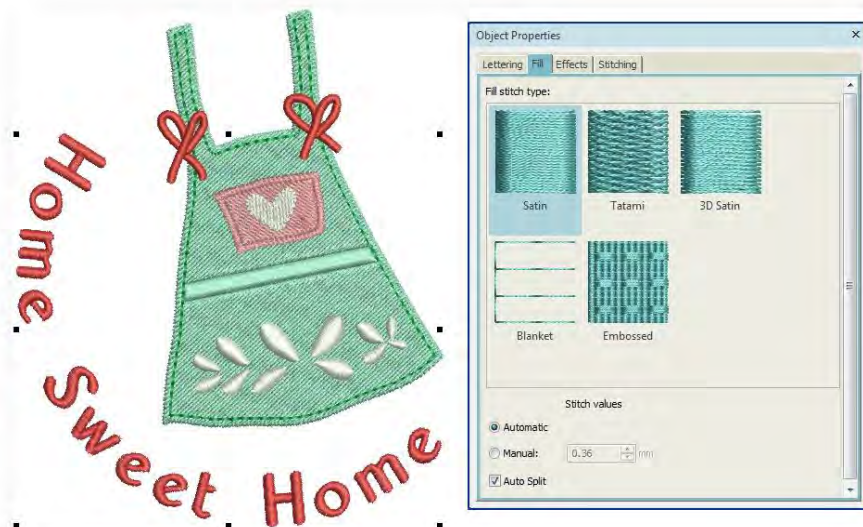 Home
Sweet Home
Object Properties
Lettering Fill Effects Stitching
Fill stitch type:
Satin Tatami 3D Satin
Blanket Embossed
Stitch values
Automatic
Manual: 0.36 mm
Auto Split